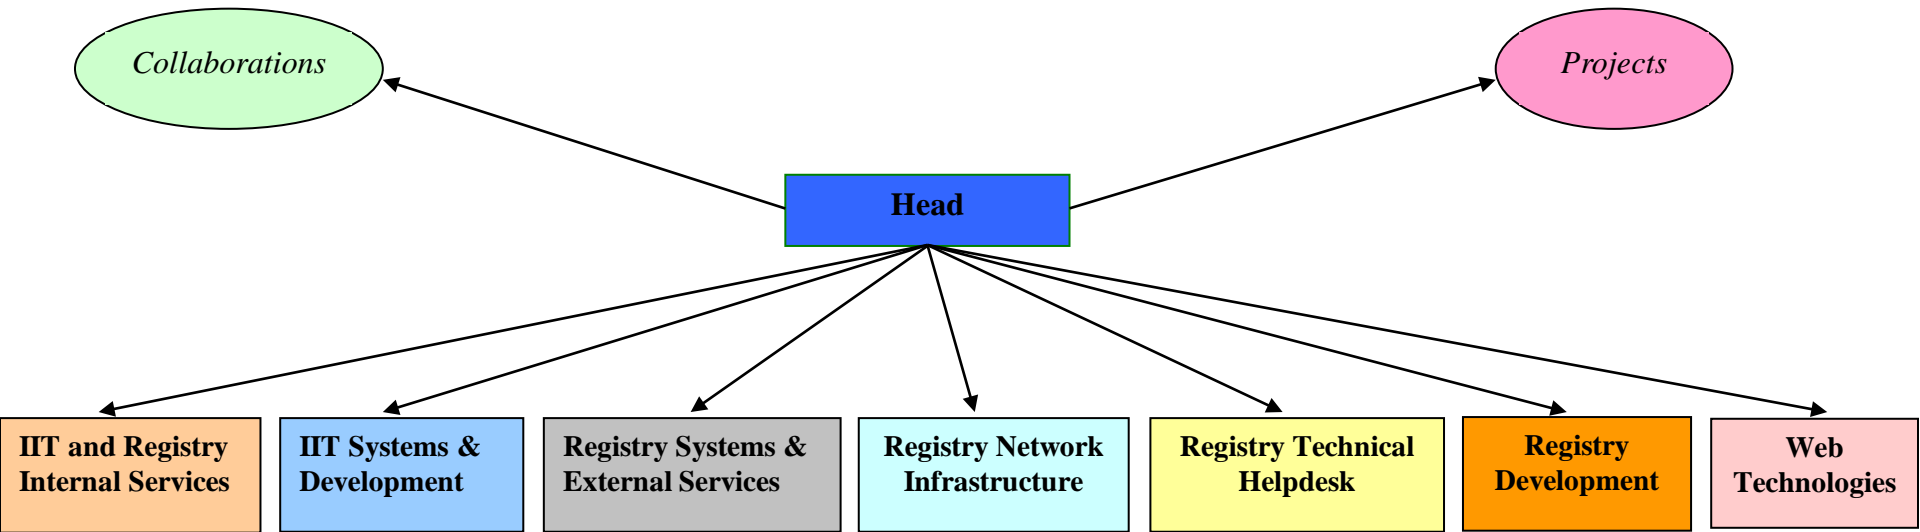 Collaborations
Projects
Head
IIT and Registry
Internal Services
IIT Systems &
Development
Registry Systems &
External Services
Registry Network
Infrastructure
Registry Technical
Helpdesk
Registry
Development
Web
Technologies